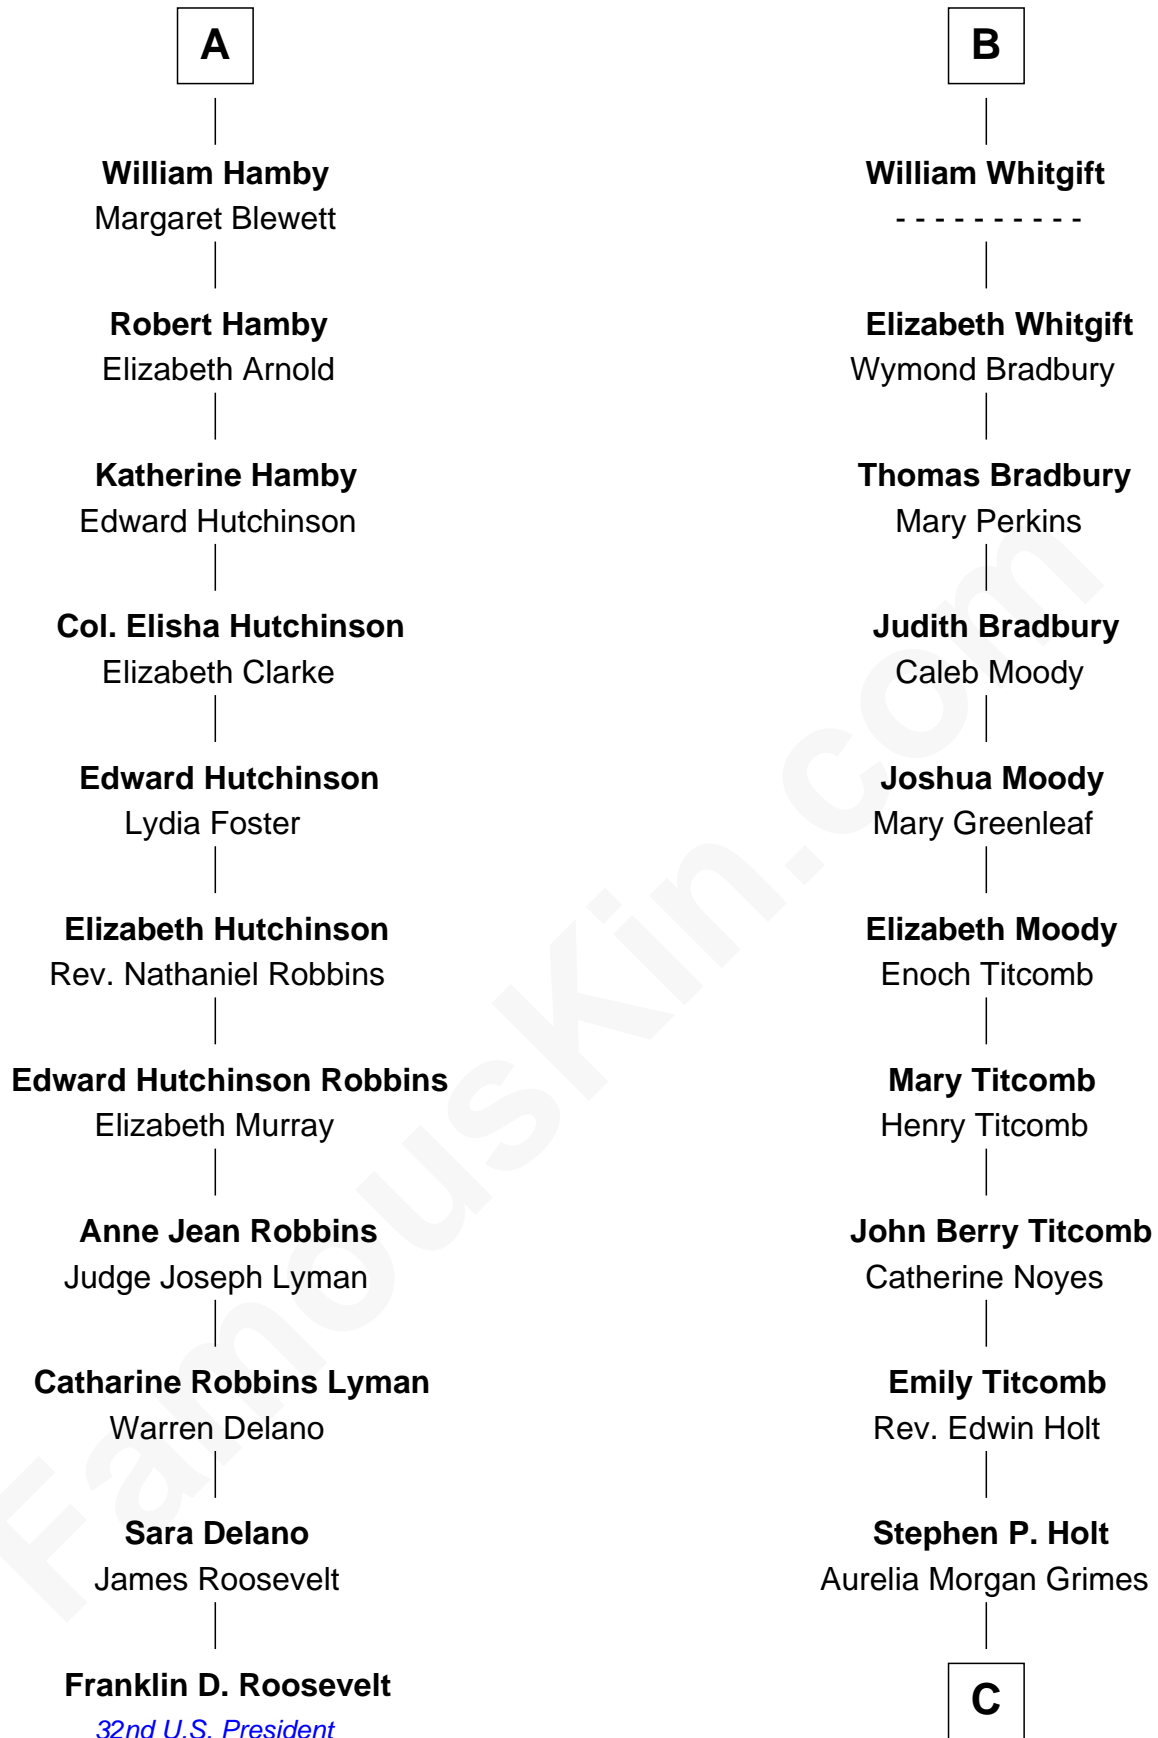 A
William Hamby
Margaret Blewett
Robert Hamby
Elizabeth Arnold
Katherine Hamby
Edward Hutchinson
Col. Elisha Hutchinson
Elizabeth Clarke
Edward Hutchinson
Lydia Foster
Elizabeth Hutchinson
Rev. Nathaniel Robbins
Edward Hutchinson Robbins
Elizabeth Murray
Anne Jean Robbins
Judge Joseph Lyman
Catharine Robbins Lyman
Warren Delano
Sara Delano
James Roosevelt
Franklin D. Roosevelt
32nd U.S. President
B
William Whitgift
- - - - - - - - - -
Elizabeth Whitgift
Wymond Bradbury
Thomas Bradbury
Mary Perkins
Judith Bradbury
Caleb Moody
Joshua Moody
Mary Greenleaf
Elizabeth Moody
Enoch Titcomb
Mary Titcomb
Henry Titcomb
John Berry Titcomb
Catherine Noyes
Emily Titcomb
Rev. Edwin Holt
Stephen P. Holt
Aurelia Morgan Grimes
C
FamousKin.com